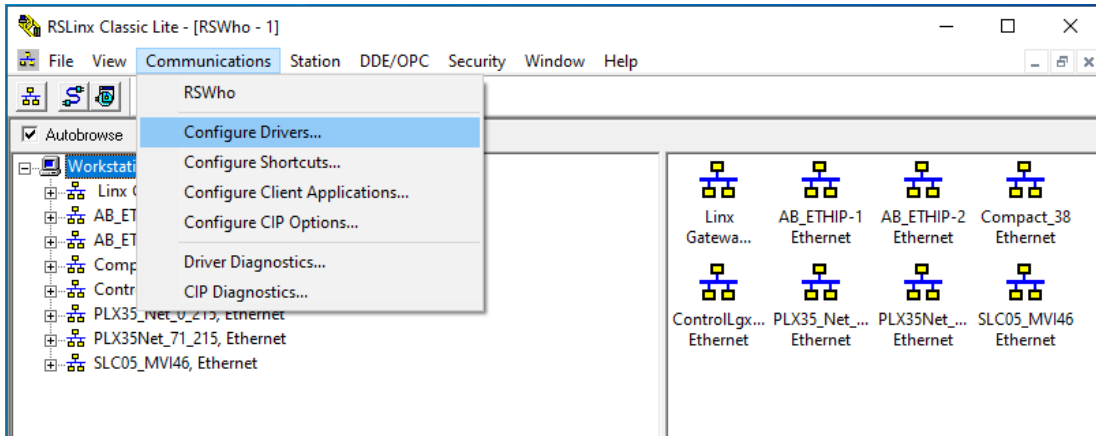 RSLinx Classic Lite - [RSWho - 1]
File View Communications Station DDE/OPC Security Window Help
RSWho
Configure Drivers...
Configure Shortcuts...
Configure Client Applications...
Configure CIP Options...
Driver Diagnostics...
CIP Diagnostics...
Autobrowse
Workstati
Linx
AB_ET
AB_ET
Comp
Contr
PLX35_Net_0_215, Ethernet
PLX35Net_71_215, Ethernet
SLC05_MVI46, Ethernet
Linx AB_ETHIP-1 AB_ETHIP-2 Compact_38
Gatewa... Ethernet Ethernet Ethernet
ControlLgx... PLX35_Net_... PLX35Net_... SLC05_MVI46
Ethernet Ethernet Ethernet Ethernet